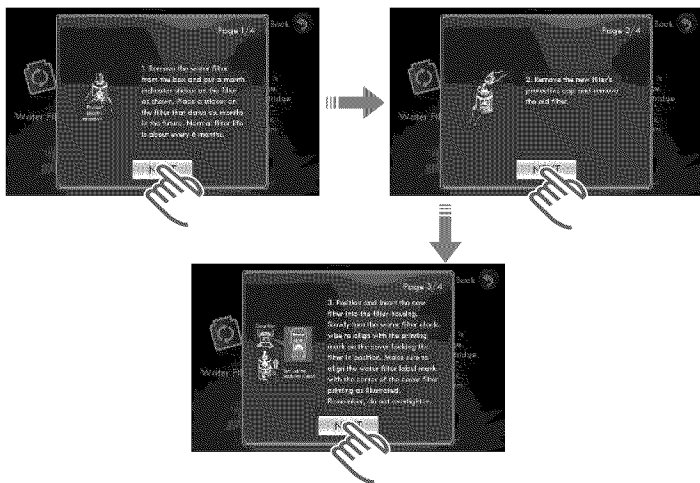 Page 1/4
Back
1. Remove the water filter
from the box and put a month
indicator sticker on the filter
as shown. Place a sticker on
the filter that dates six months
in the future. Normal filter life
is about every 6 months.
Water Fil
NEXT
Page 2/4
Back
2. Remove the new filter's
protective cap and remove
the old filter.
Water Fi
NEXT
Page 3/4
Back
3. Position and insert the new
filter into the filter housing.
Slowly turn the water filter clock-
wise to align with the printing
mark on the cover locking the
filter in position. Make sure to
align the water filter label mark
with the center of the cover filter
printing as illustrated.
Remember, do not overtighten.
Water Fi
NEXT